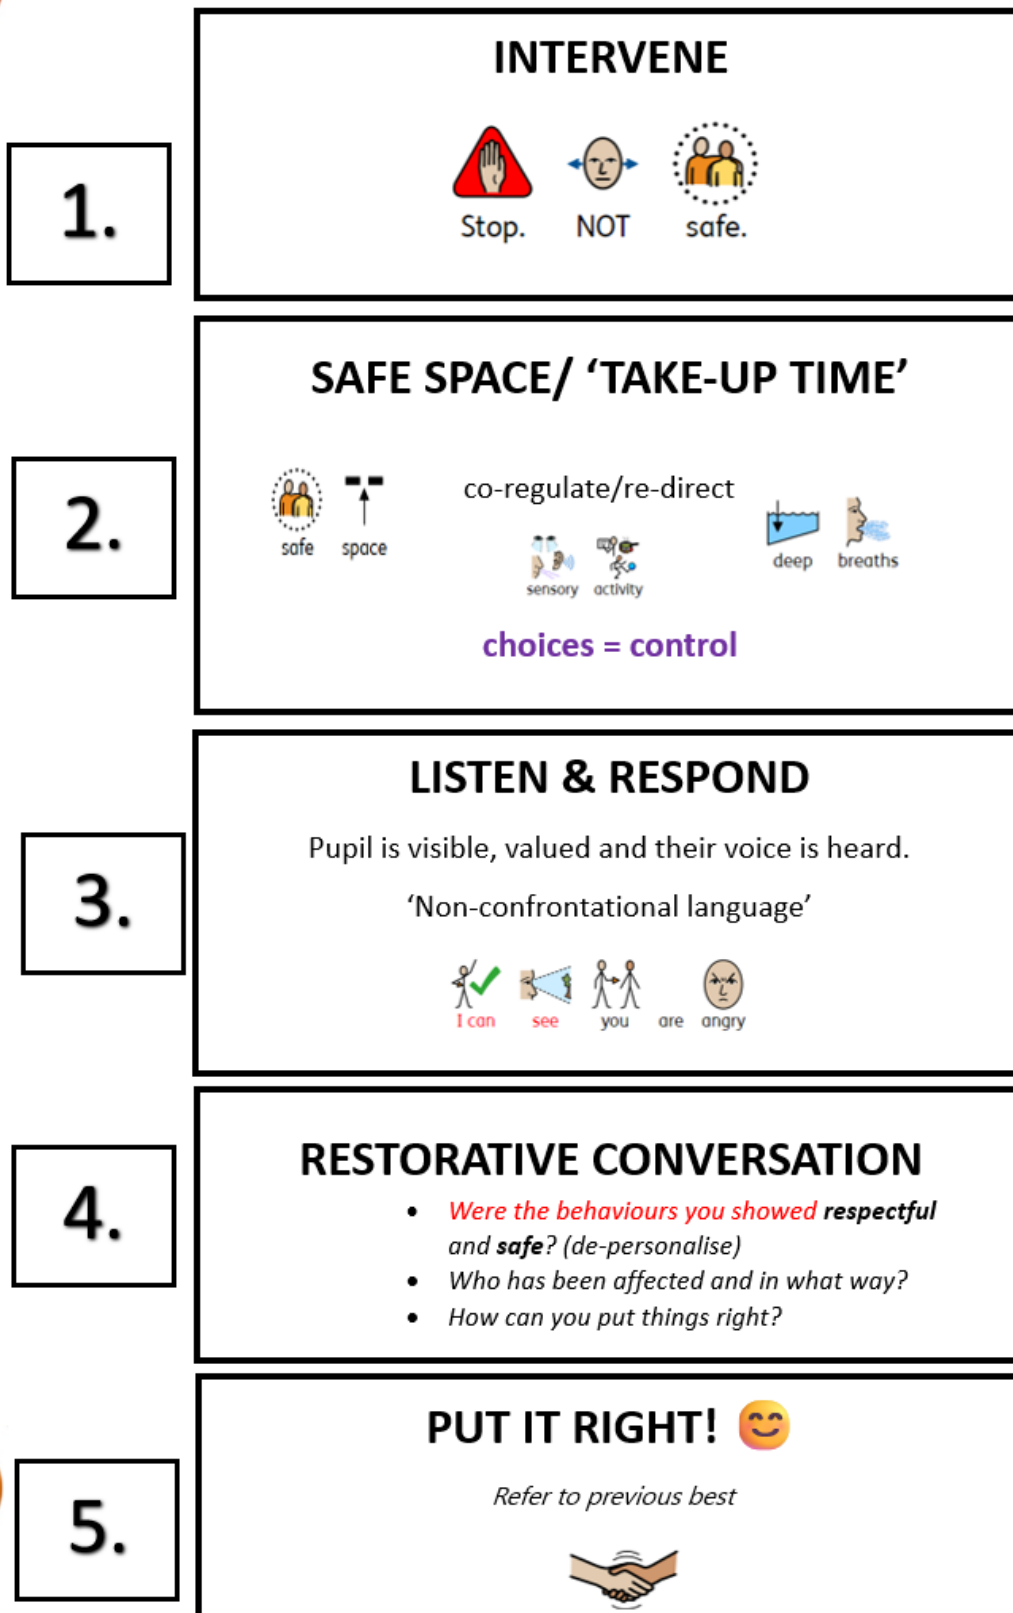 1.
INTERVENE
Stop. NOT safe.
2.
SAFE SPACE/ ‘TAKE-UP TIME’
safe space
co-regulate/re-direct
sensory activity
deep breaths
choices = control
3.
LISTEN & RESPOND
Pupil is visible, valued and their voice is heard.
‘Non-confrontational language’
I can see you are angry
4.
RESTORATIVE CONVERSATION
• Were the behaviours you showed respectful
and safe? (de-personalise)
• Who has been affected and in what way?
• How can you put things right?
5.
PUT IT RIGHT! 😊
Refer to previous best